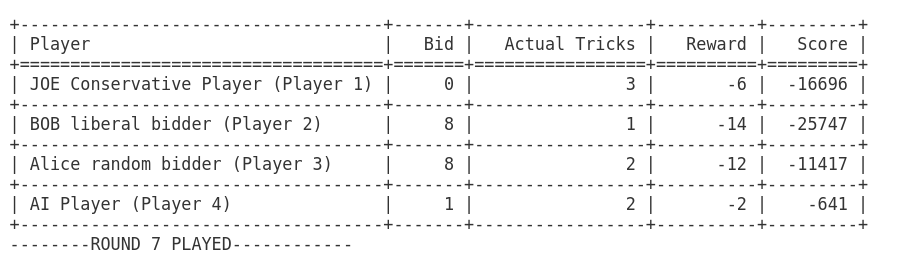 +------------------------------------+-------+-----------------+----------+---------+
| Player                             |   Bid |   Actual Tricks |   Reward |   Score |
+====================================+=======+=================+==========+=========+
| JOE Conservative Player (Player 1) |     0 |               3 |       -6 |  -16696 |
+------------------------------------+-------+-----------------+----------+---------+
| BOB liberal bidder (Player 2)      |     8 |               1 |      -14 |  -25747 |
+------------------------------------+-------+-----------------+----------+---------+
| Alice random bidder (Player 3)     |     8 |               2 |      -12 |  -11417 |
+------------------------------------+-------+-----------------+----------+---------+
| AI Player (Player 4)               |     1 |               2 |       -2 |    -641 |
+------------------------------------+-------+-----------------+----------+---------+
--------ROUND 7 PLAYED------------